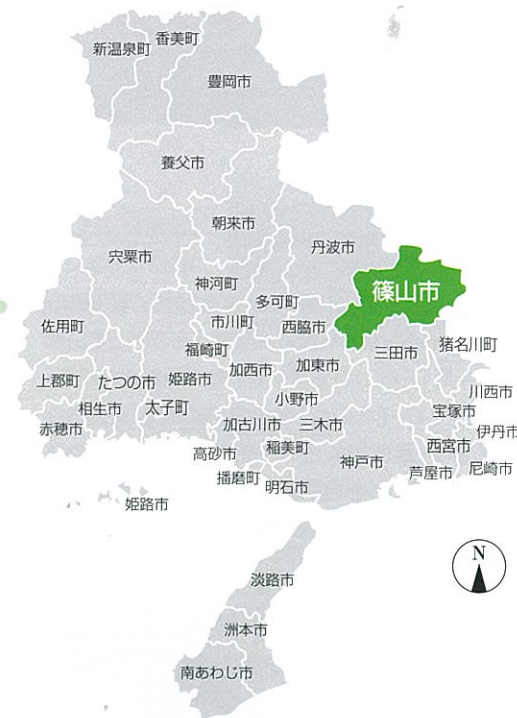 香美町
新温泉町
豊岡市
養父市
朝来市
丹波市
宍粟市
神河町
篠山市
多可町
市川町
西脇市
佐用町
猪名川町
福崎町
三田市
加西市
加東市
上郡町
たつの市
姫路市
川西市
小野市
相生市
太子町
宝塚市
赤穂市
加古川市
三木市
伊丹市
稲美町
西宮市
高砂市
神戸市
芦屋市
尼崎市
播磨町
明石市
姫路市
N
淡路市
洲本市
南あわじ市